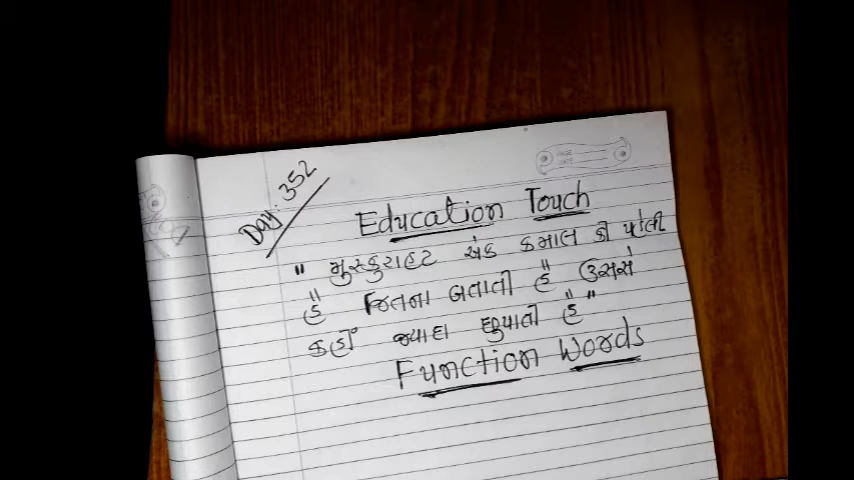 Day. 352
Education Touch
" મુસ્કુરાહટ એક કમાલ કી પહેલી
હૈ જિતના બતાતી હૈ ઉસસે
કહીં જ્યાદા છુપાતી હૈ "
Function Words